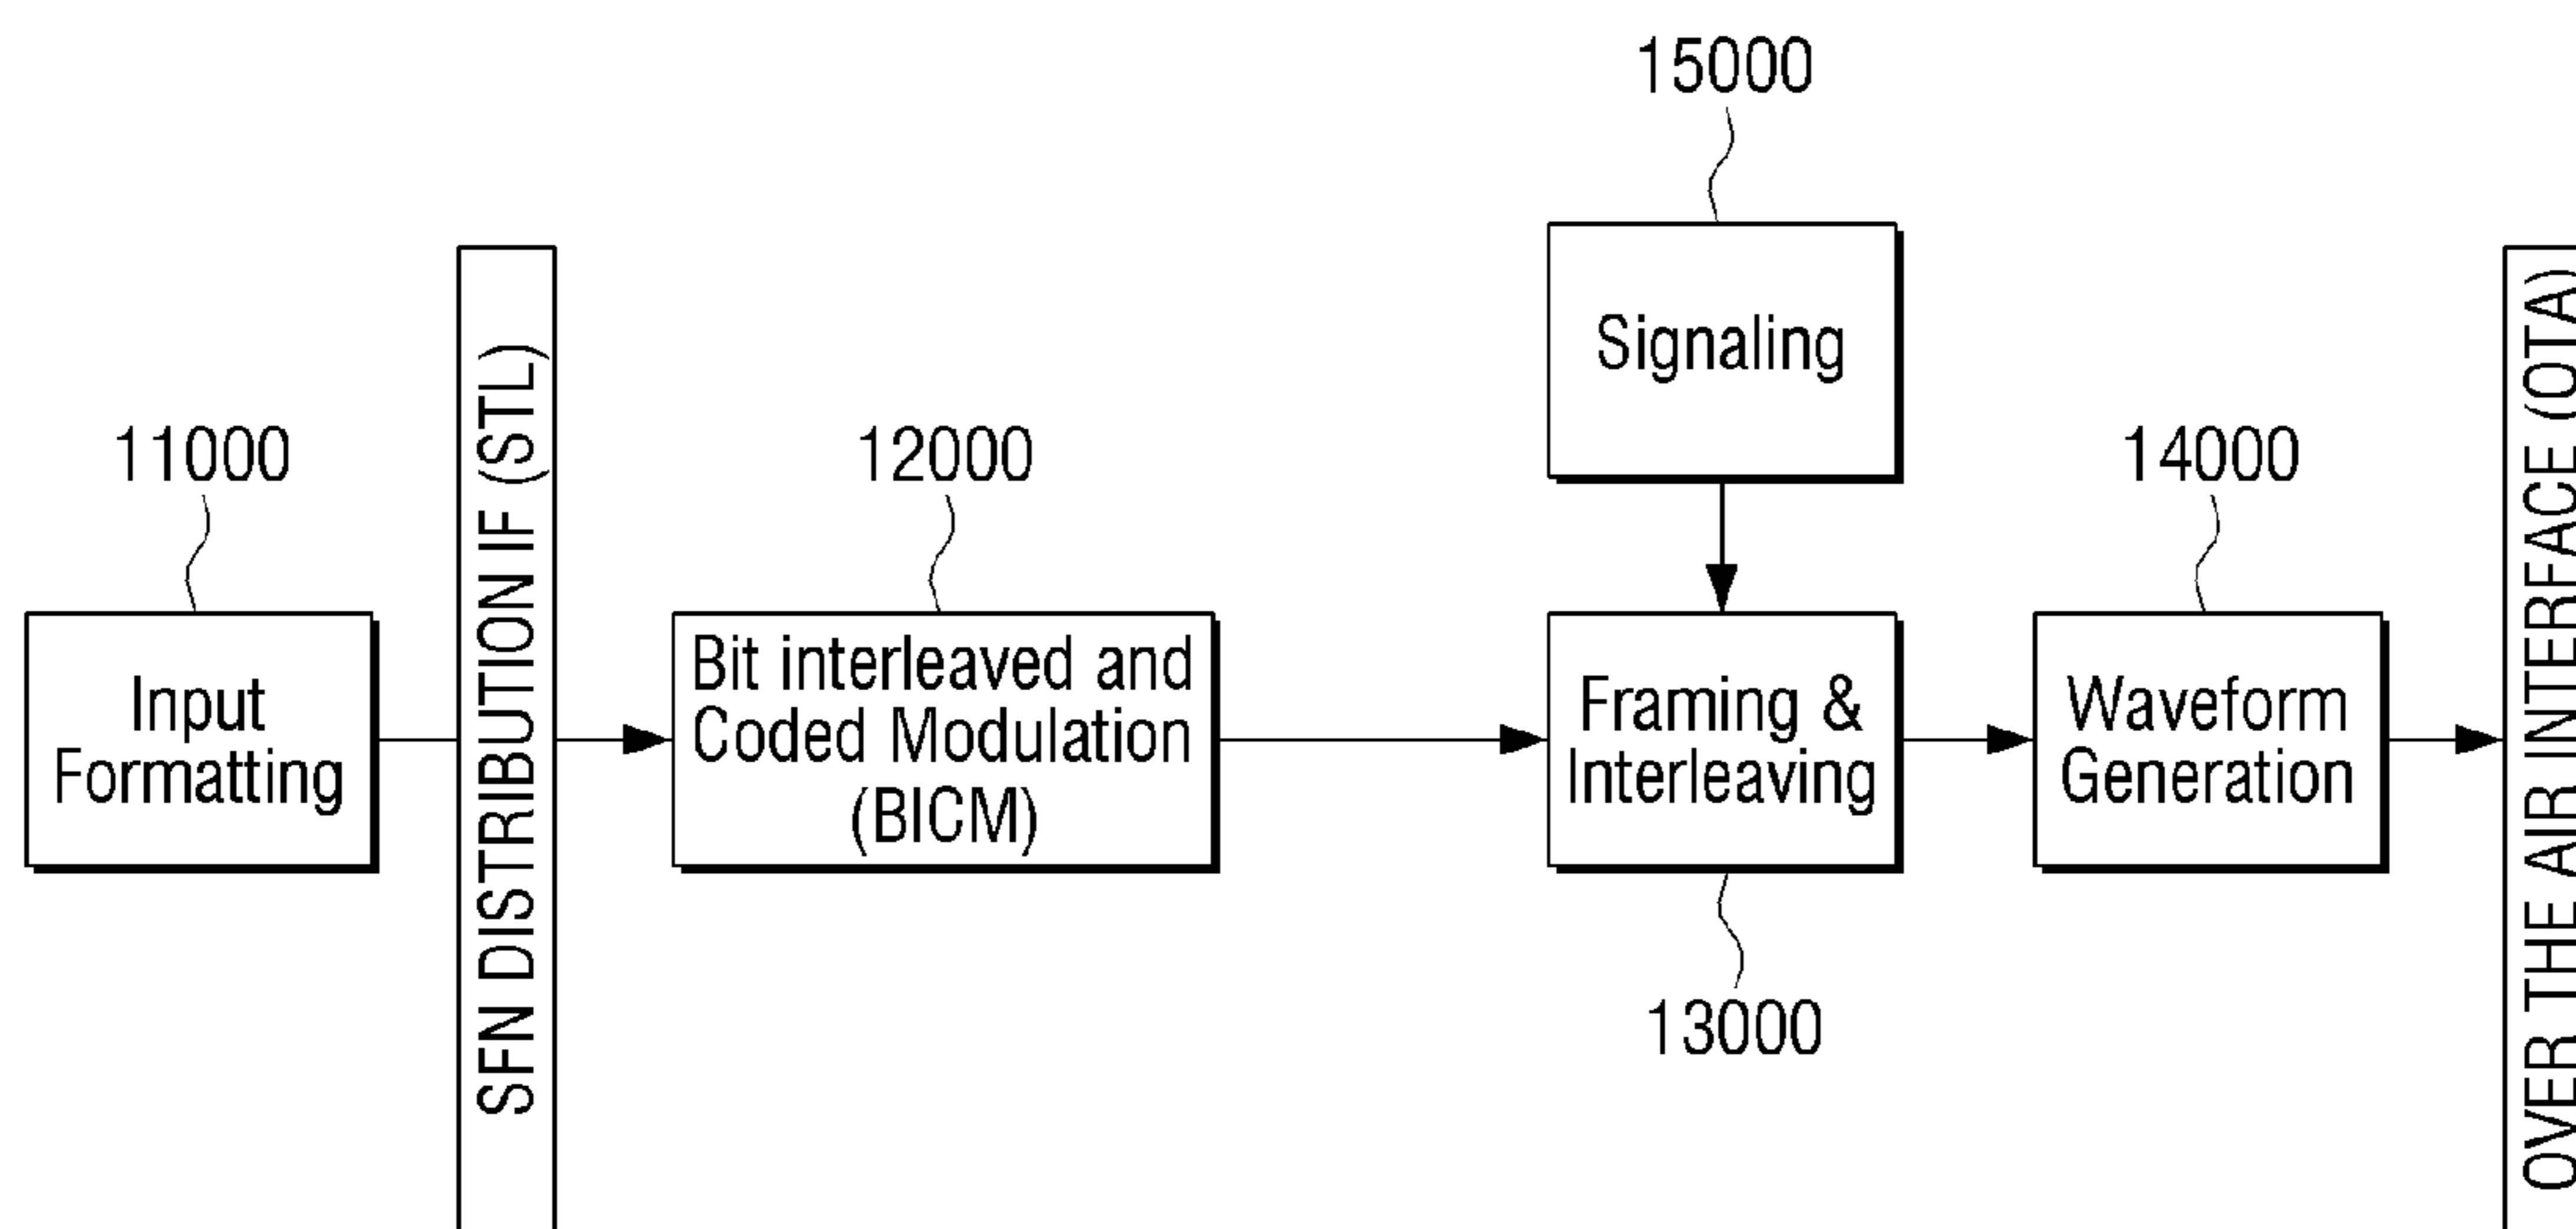 15000
Signaling
11000
12000
14000
SFN DISTRIBUTION IF (STL)
Input
Formatting
Bit interleaved and
Coded Modulation
(BICM)
Framing &
Interleaving
Waveform
Generation
OVER THE AIR INTERFACE (OTA)
13000